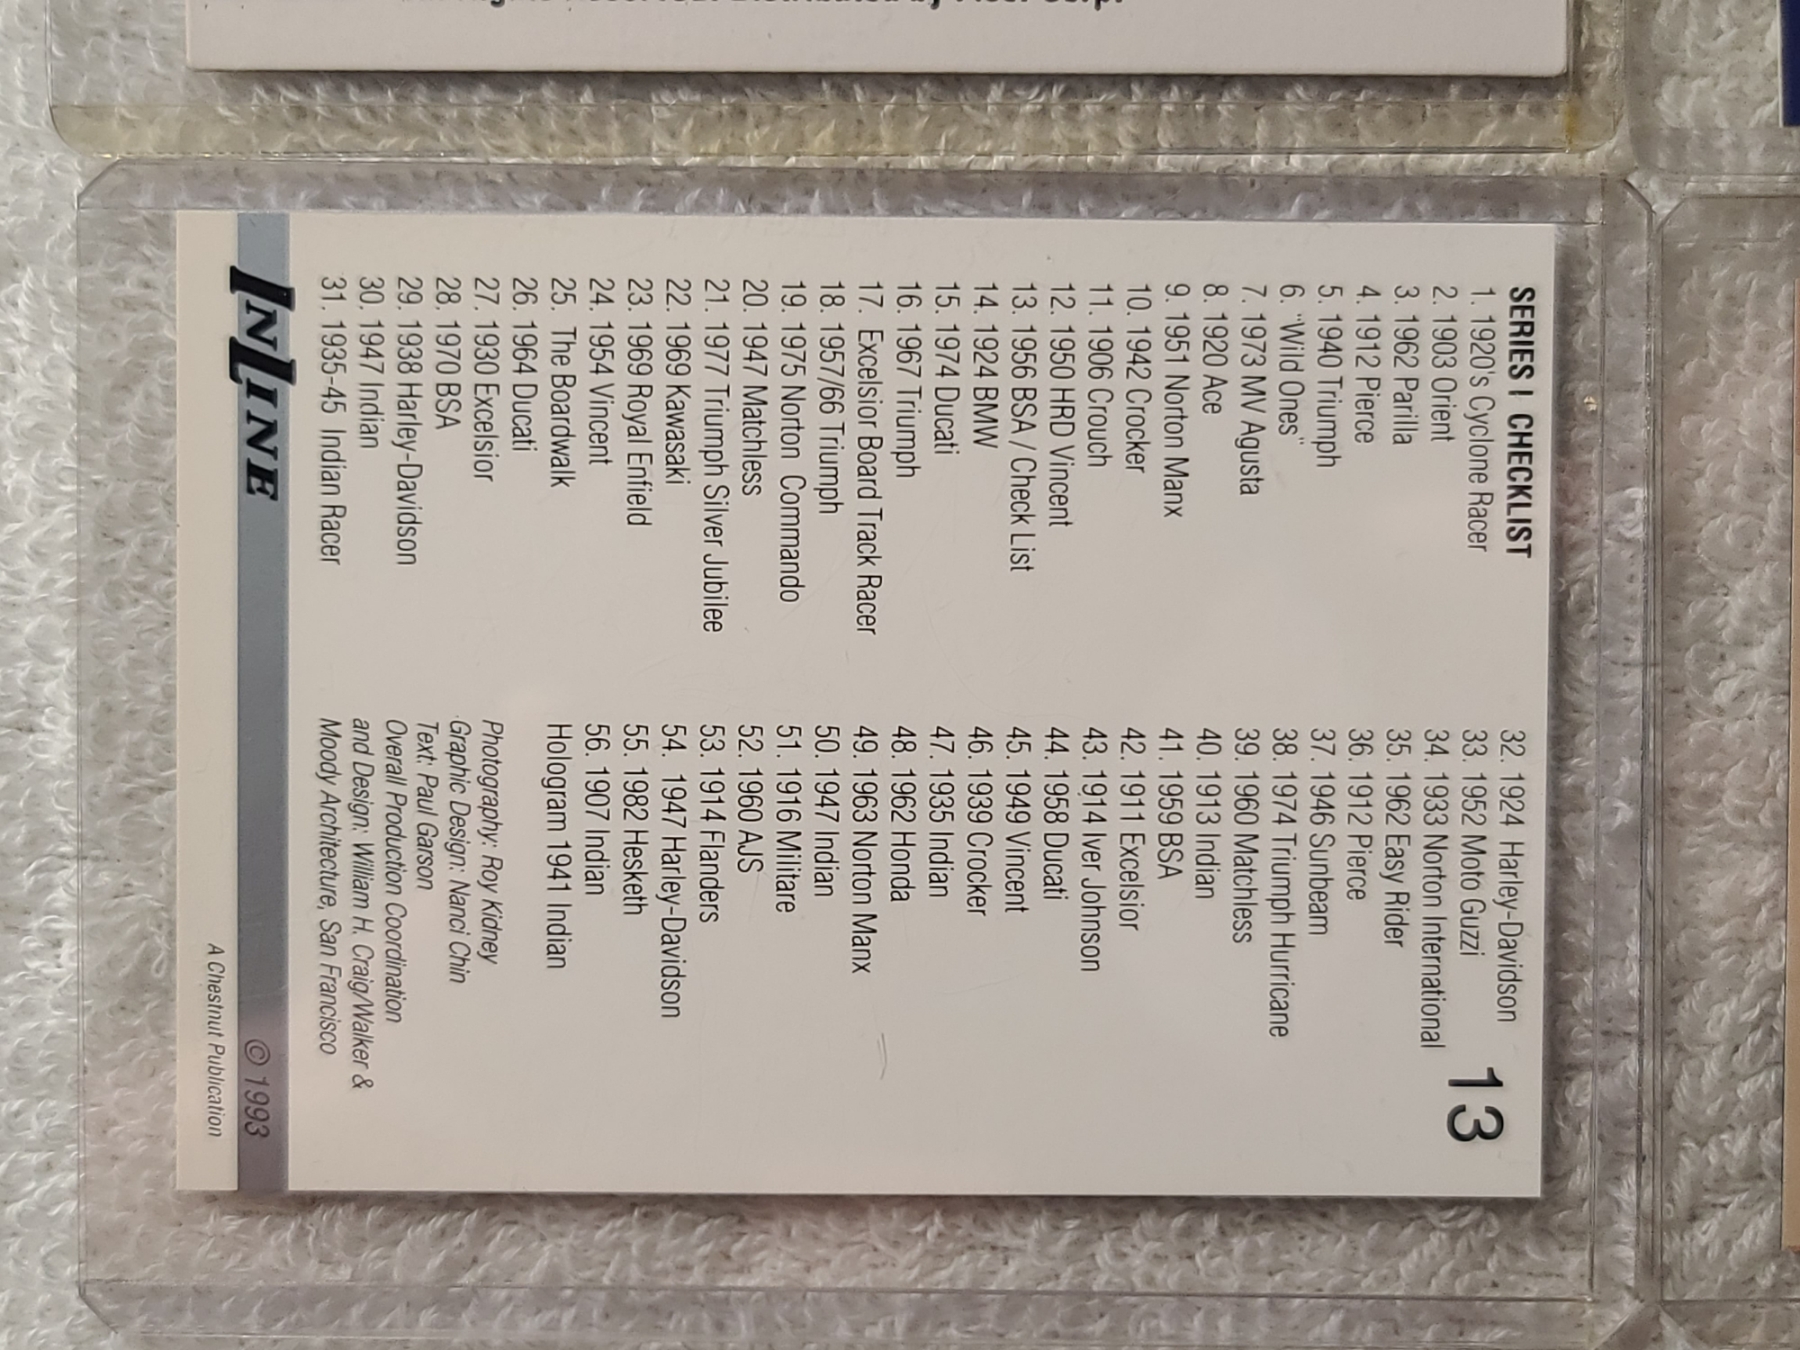 SERIES I CHECKLIST
1. 1920's Cyclone Racer
2. 1903 Orient
3. 1962 Parilla
4. 1912 Pierce
5. 1940 Triumph
6. "Wild Ones"
7. 1973 MV Agusta
8. 1920 Ace
9. 1951 Norton Manx
10. 1942 Crocker
11. 1906 Crouch
12. 1950 HRD Vincent
13. 1956 BSA / Check List
14. 1924 BMW
15. 1974 Ducati
16. 1967 Triumph
17. Excelsior Board Track Racer
18. 1957/66 Triumph
19. 1975 Norton Commando
20. 1947 Matchless
21. 1977 Triumph Silver Jubilee
22. 1969 Kawasaki
23. 1969 Royal Enfield
24. 1954 Vincent
25. The Boardwalk
26. 1964 Ducati
27. 1930 Excelsior
28. 1970 BSA
29. 1938 Harley-Davidson
30. 1947 Indian
31. 1935-45 Indian Racer
32. 1924 Harley-Davidson
33. 1952 Moto Guzzi
34. 1933 Norton International
35. 1962 Easy Rider
36. 1912 Pierce
37. 1946 Sunbeam
38. 1974 Triumph Hurricane
39. 1960 Matchless
40. 1913 Indian
41. 1959 BSA
42. 1911 Excelsior
43. 1914 Iver Johnson
44. 1958 Ducati
45. 1949 Vincent
46. 1939 Crocker
47. 1935 Indian
48. 1962 Honda
49. 1963 Norton Manx
50. 1947 Indian
51. 1916 Militare
52. 1960 AJS
53. 1914 Flanders
54. 1947 Harley-Davidson
55. 1982 Hesketh
56. 1907 Indian
Hologram 1941 Indian
Photography: Roy Kidney
Graphic Design: Nanci Chin
Text: Paul Garson
Overall Production Coordination
and Design: William H. Craig/Walker &
Moody Architecture, San Francisco
13
INLINE
© 1993
A Chestnut Publication